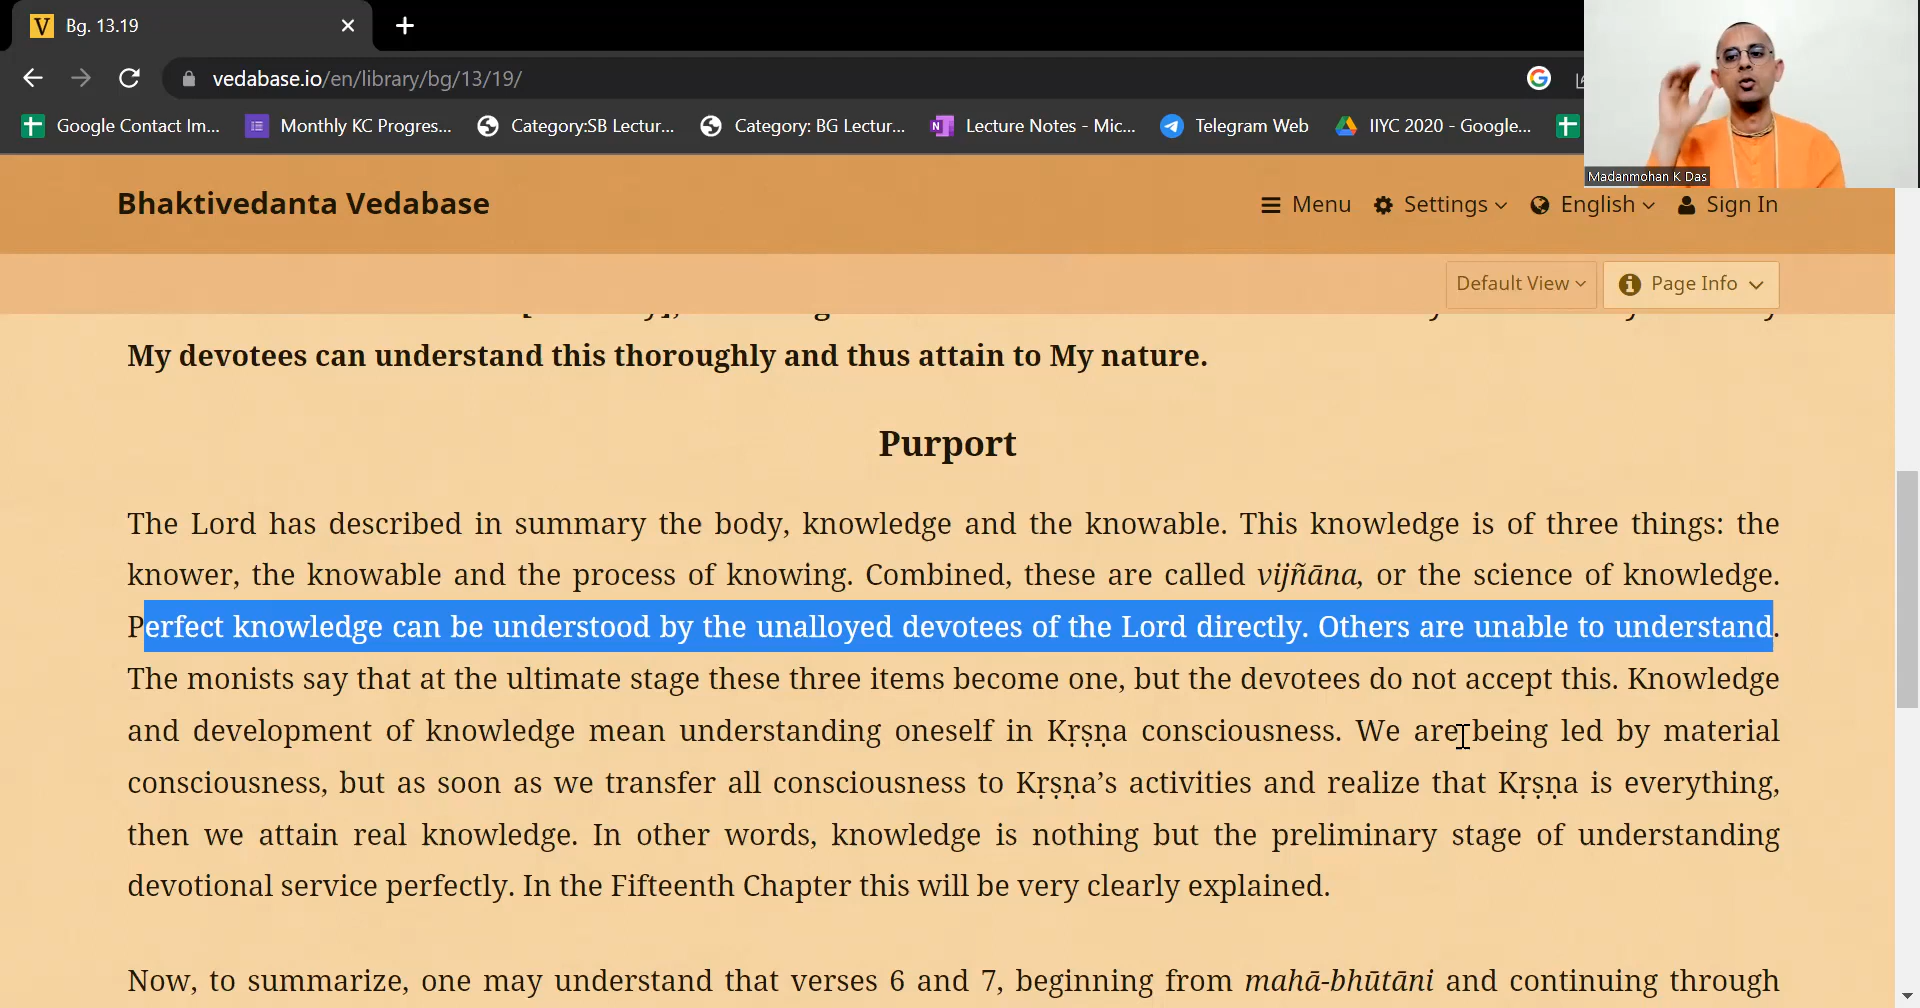 Bg. 13.19
vedabase.io/en/library/bg/13/19/
Google Contact Im...
Monthly KC Progres...
Category:SB Lectur...
Category: BG Lectur...
Lecture Notes - Mic...
Telegram Web
IIYC 2020 - Google...
Madanmohan K Das
Bhaktivedanta Vedabase
Menu
Settings
English
Sign In
Default View
Page Info
My devotees can understand this thoroughly and thus attain to My nature.
Purport
The Lord has described in summary the body, knowledge and the knowable. This knowledge is of three things: the
knower, the knowable and the process of knowing. Combined, these are called vijñāna, or the science of knowledge.
Perfect knowledge can be understood by the unalloyed devotees of the Lord directly. Others are unable to understand.
The monists say that at the ultimate stage these three items become one, but the devotees do not accept this. Knowledge
and development of knowledge mean understanding oneself in Kṛṣṇa consciousness. We are being led by material
consciousness, but as soon as we transfer all consciousness to Kṛṣṇa’s activities and realize that Kṛṣṇa is everything,
then we attain real knowledge. In other words, knowledge is nothing but the preliminary stage of understanding
devotional service perfectly. In the Fifteenth Chapter this will be very clearly explained.
Now, to summarize, one may understand that verses 6 and 7, beginning from mahā-bhūtāni and continuing through